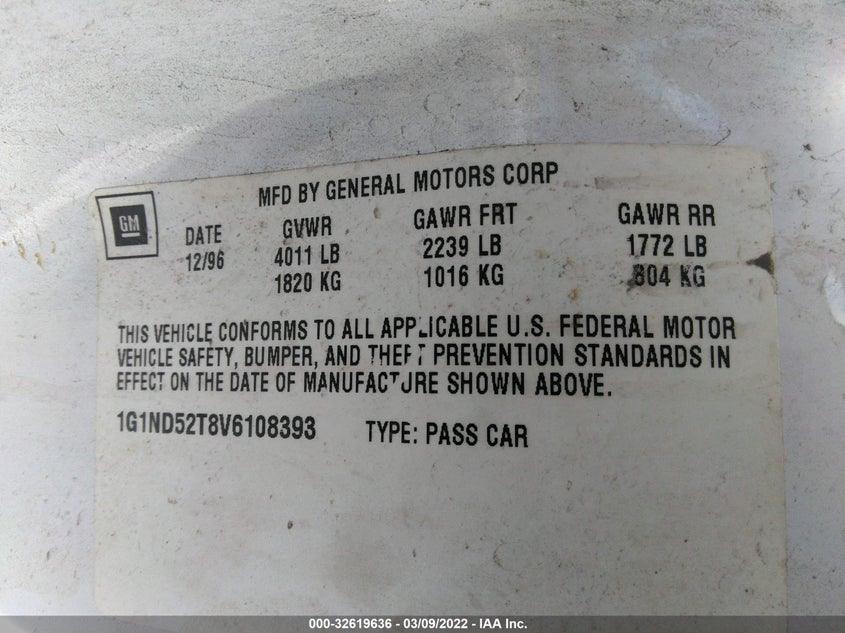 MFD BY GENERAL MOTORS CORP
GM
DATE GVWR GAWR FRT GAWR RR
12/96 4011 LB 2239 LB 1772 LB
1820 KG 1016 KG 804 KG
THIS VEHICLE CONFORMS TO ALL APPLICABLE U.S. FEDERAL MOTOR
VEHICLE SAFETY, BUMPER, AND THEFT PREVENTION STANDARDS IN
EFFECT ON THE DATE OF MANUFACTURE SHOWN ABOVE.
1G1ND52T8V6108393 TYPE: PASS CAR
000-32619636 - 03/09/2022 - IAA Inc.